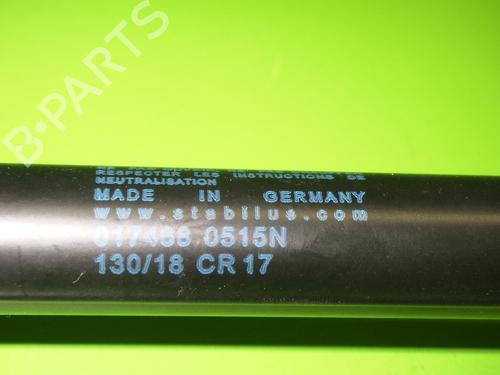 RESPECTER LES INSTRUCTIONS DE
NEUTRALISATION
MADE IN GERMANY
www.stabilus.com
017466 0515N
130/18 CR 17
B-PARTS